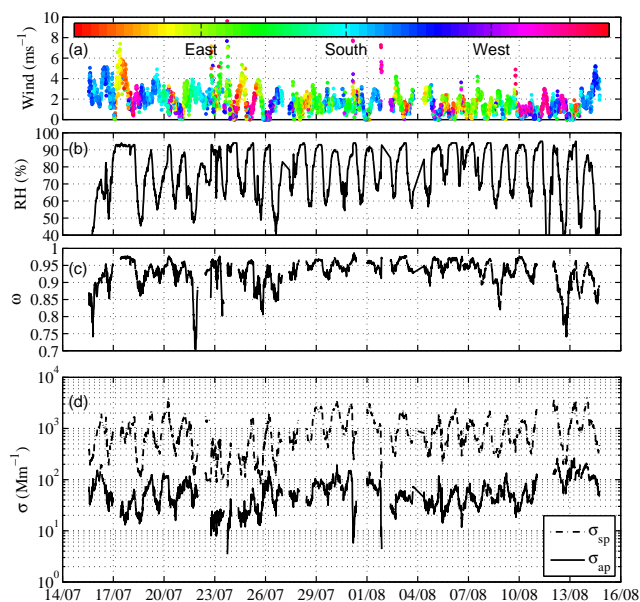 10
8
6
4
2
0
Wind (ms⁻¹)
(a)
East
South
West
100
90
80
70
60
50
40
RH (%)
(b)
1
0.95
0.9
0.85
0.8
0.75
0.7
ω
(c)
10⁴
10³
10²
10¹
10⁰
σ (Mm⁻¹)
(d)
σsp
σap
14/07 17/07 20/07 23/07 26/07 29/07 01/08 04/08 07/08 10/08 13/08 16/08